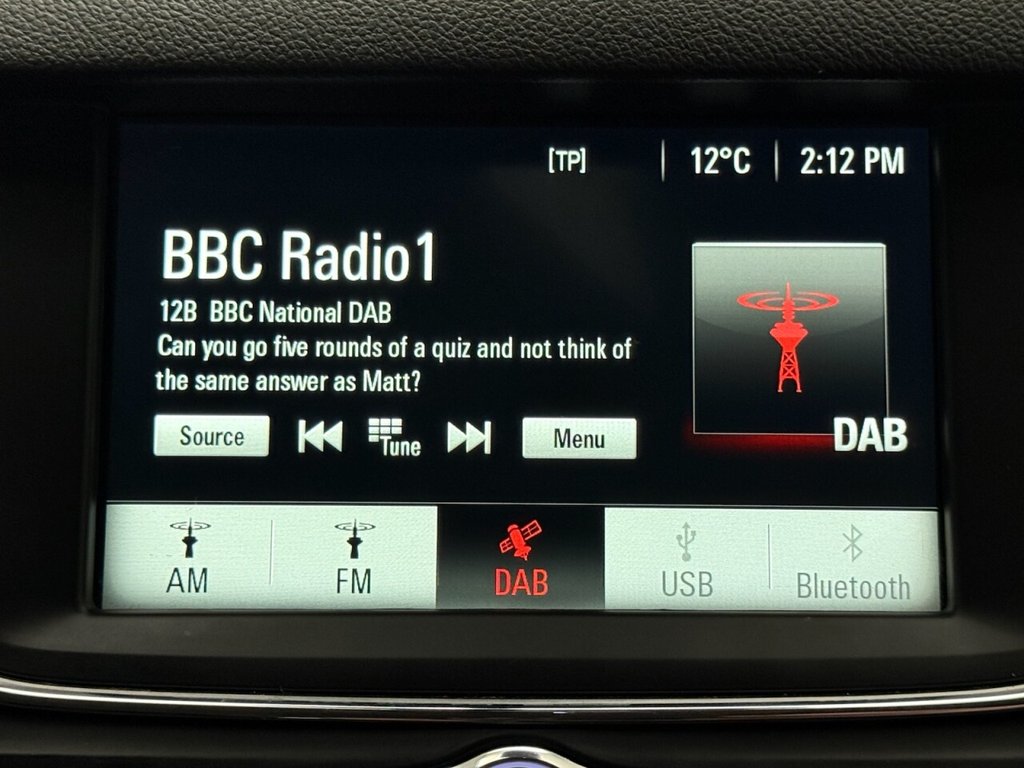 [TP] 12°C 2:12 PM
BBC Radio1
12B BBC National DAB
Can you go five rounds of a quiz and not think of
the same answer as Matt?
Source Tune Menu
DAB
AM FM DAB USB Bluetooth